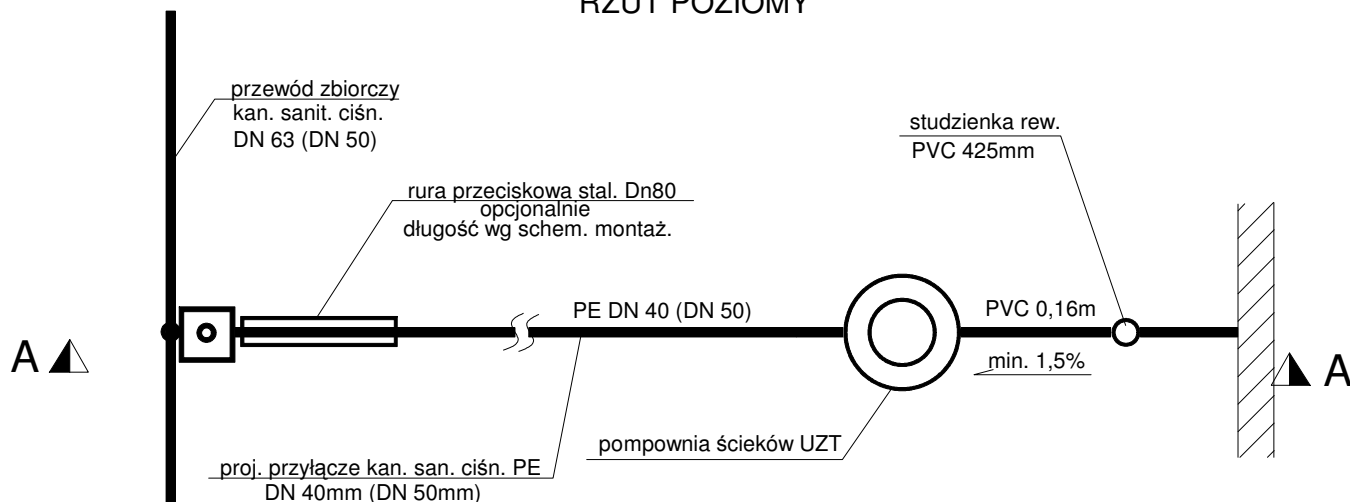 RZUT POZIOMY
przewód zbiorczy
kan. sanit. ciśn.
DN 63 (DN 50)
studzienka rew.
PVC 425mm
rura przeciskowa stal. Dn80
opcjonalnie
długość wg schem. montaż.
PE DN 40 (DN 50)
PVC 0,16m
A
min. 1,5%
A
pompownia ścieków UZT
proj. przyłącze kan. san. ciśn. PE
DN 40mm (DN 50mm)